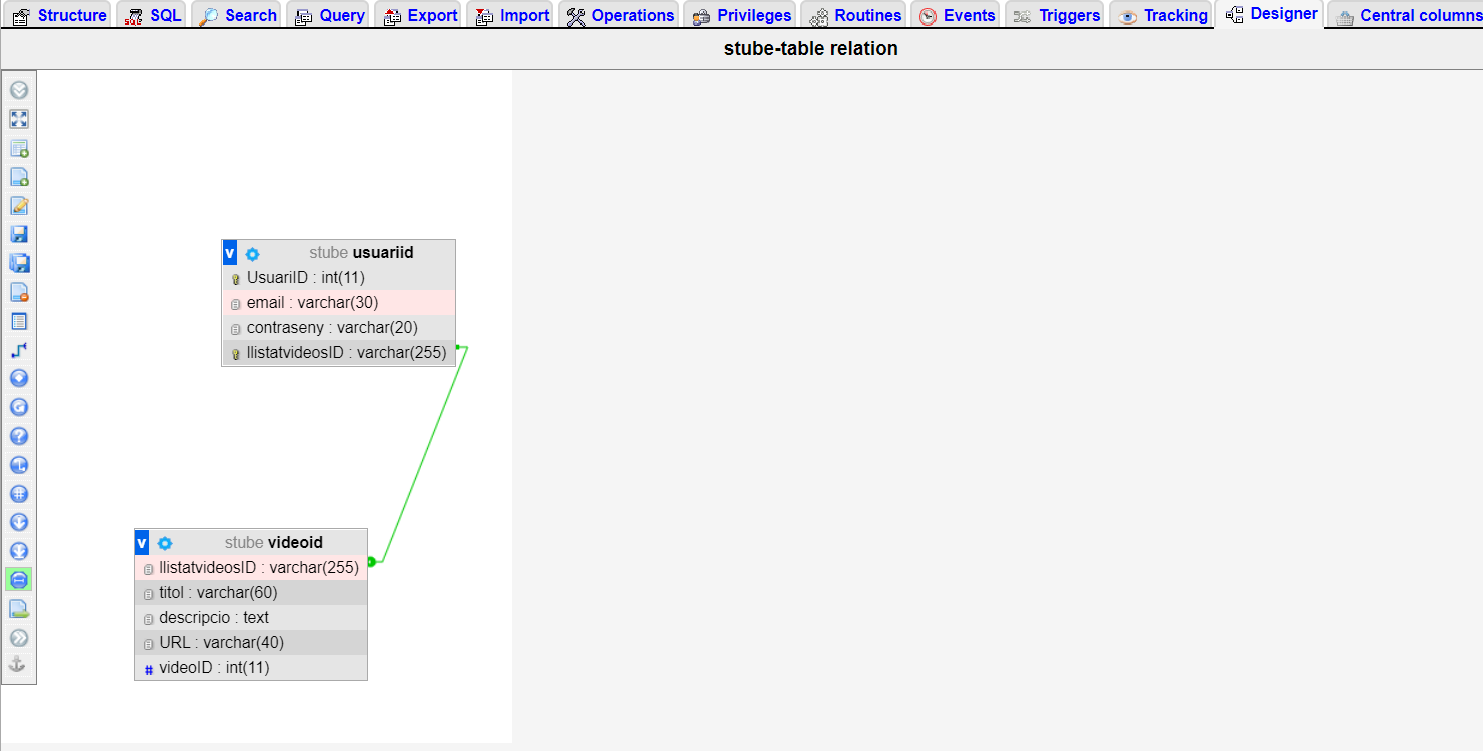 Structure SQL Search Query Export Import Operations Privileges Routines Events Triggers Tracking Designer Central columns
stube-table relation
v stube usuariid
UsuariID : int(11)
email : varchar(30)
contraseny : varchar(20)
llistatvideosID : varchar(255)
v stube videoid
llistatvideosID : varchar(255)
titol : varchar(60)
descripcio : text
URL : varchar(40)
# videoID : int(11)